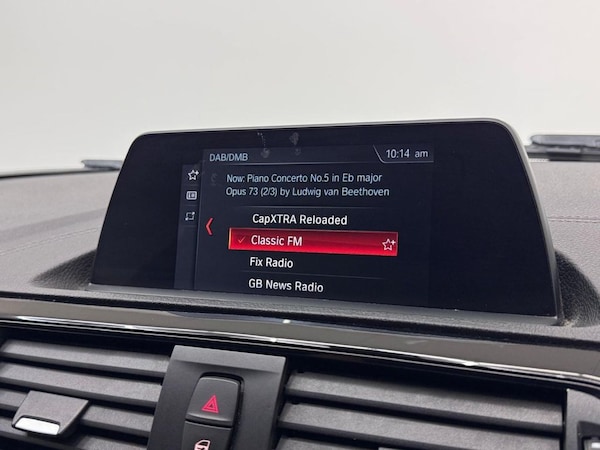 DAB/DMB
10:14 am
Now: Piano Concerto No.5 in Eb major
Opus 73 (2/3) by Ludwig van Beethoven
CapXTRA Reloaded
Classic FM
Fix Radio
GB News Radio